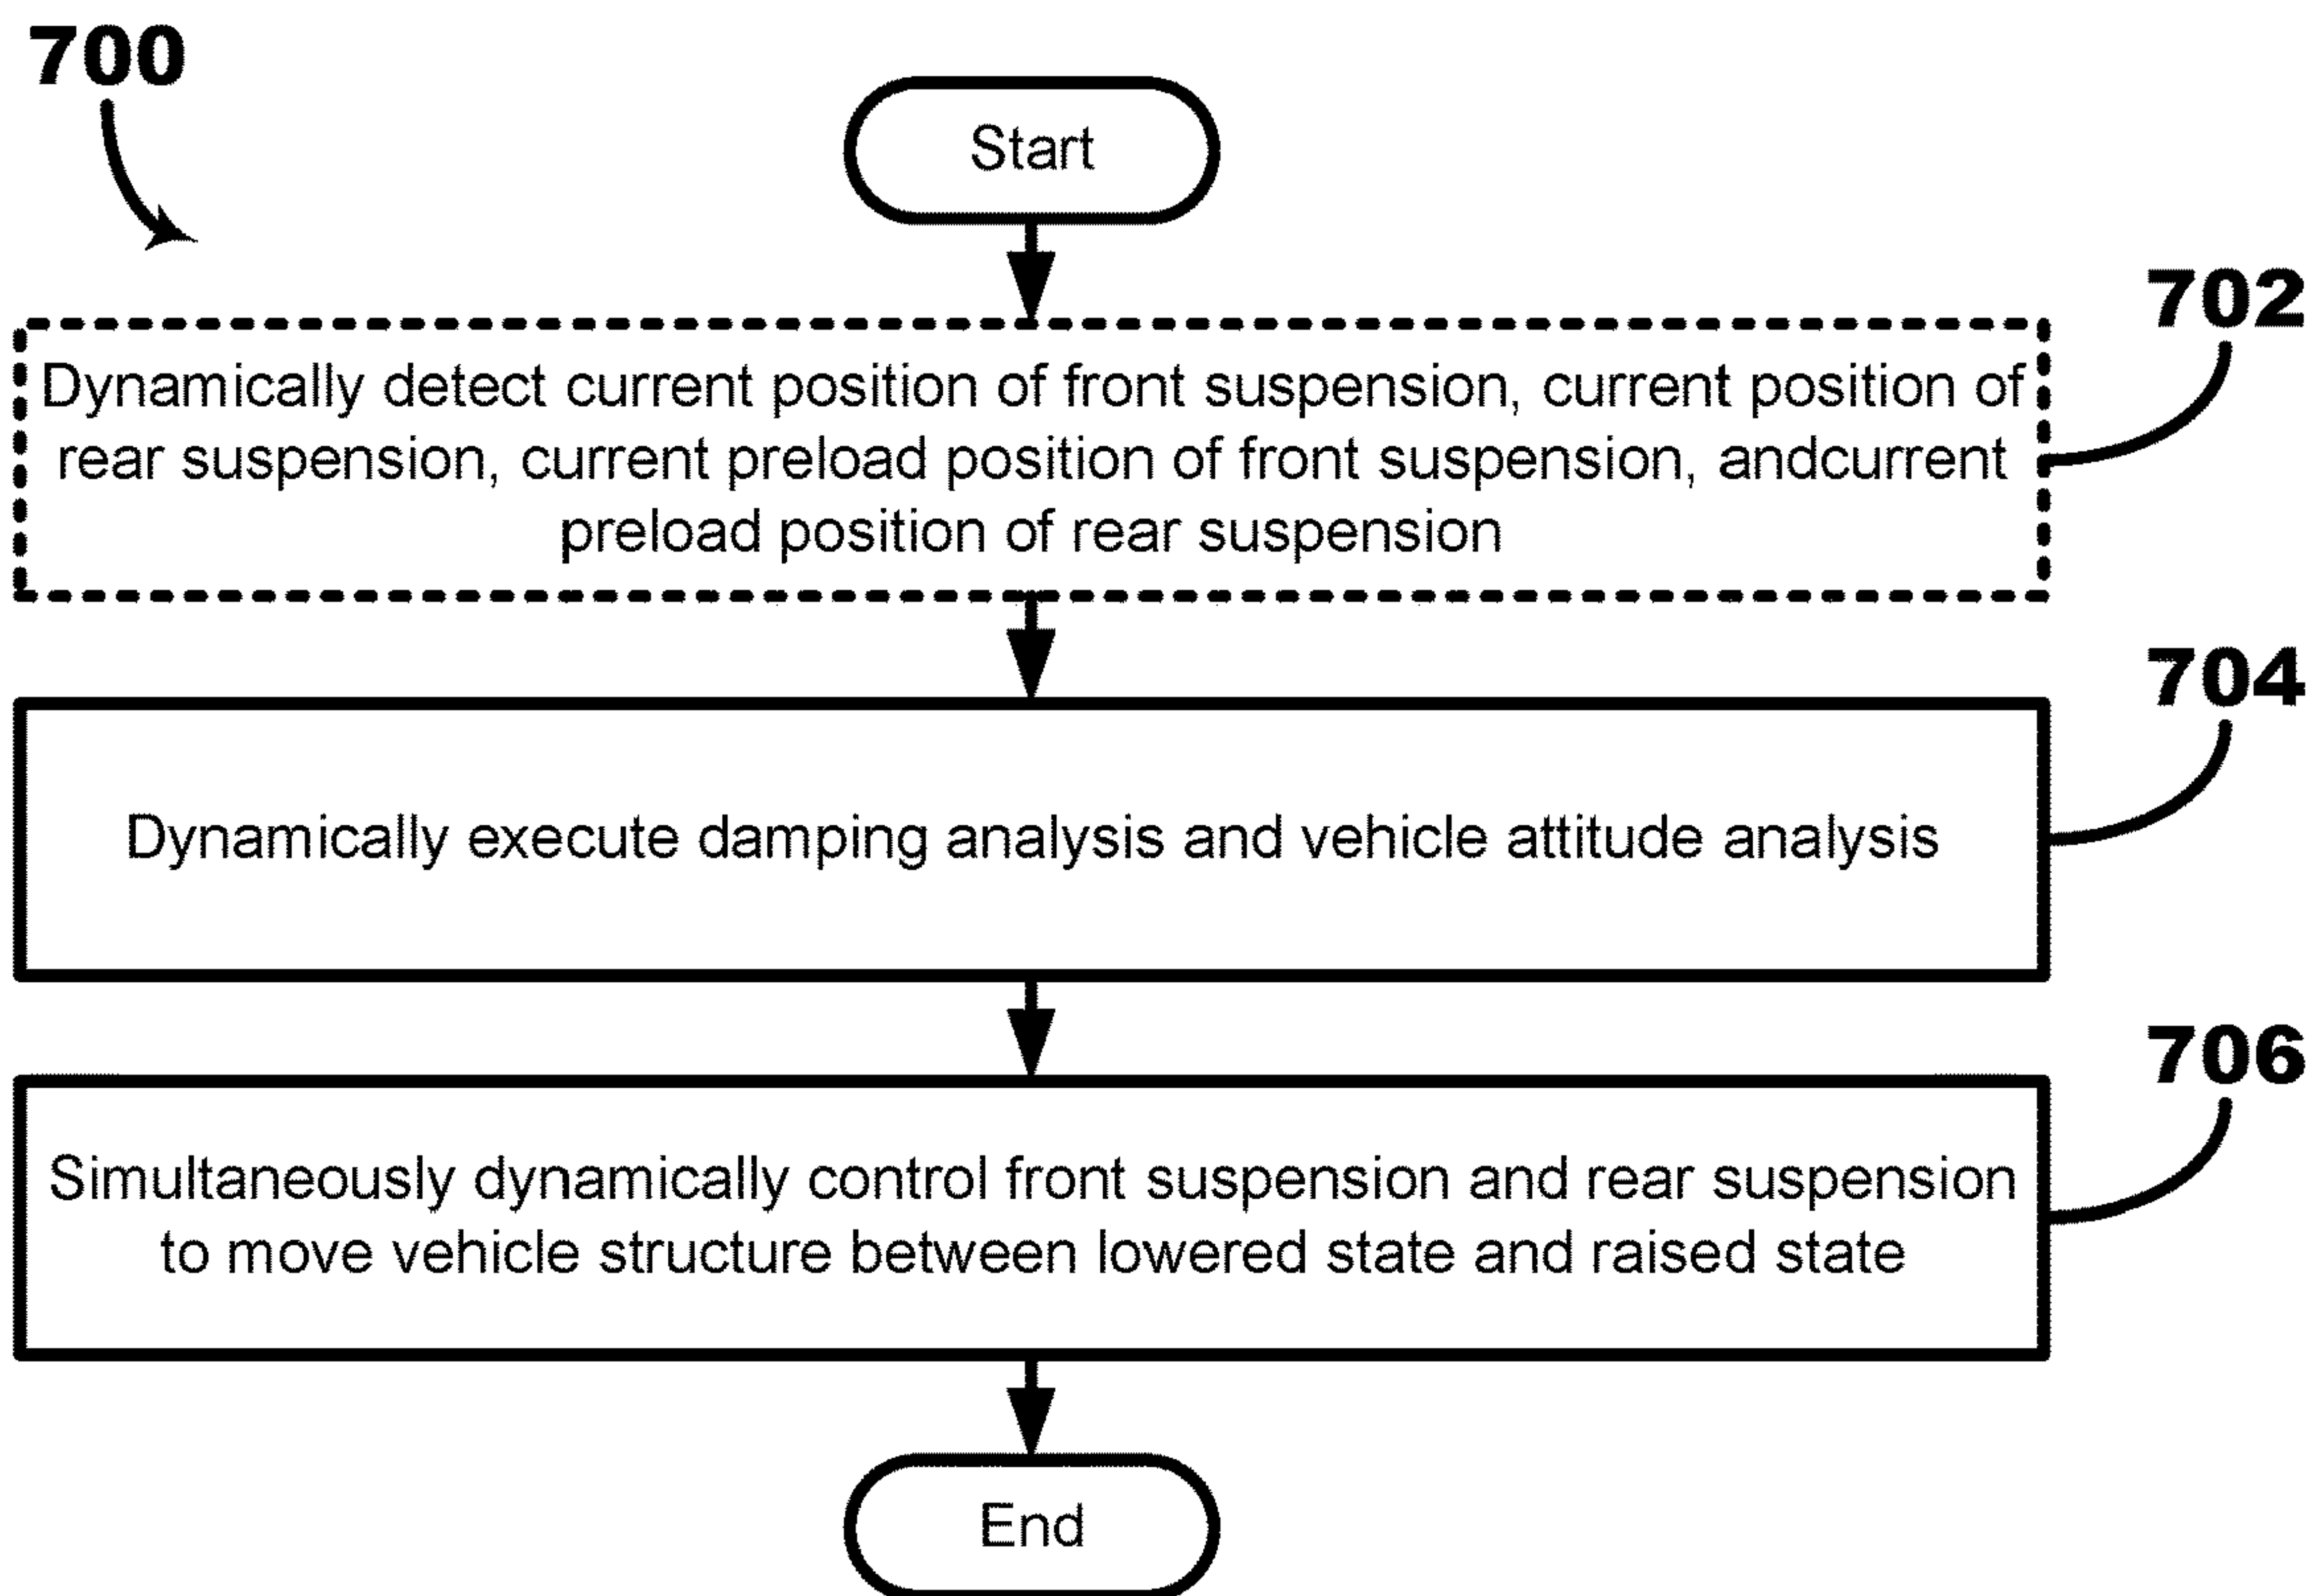 700
Start
702
Dynamically detect current position of front suspension, current position of
rear suspension, current preload position of front suspension, andcurrent
preload position of rear suspension
704
Dynamically execute damping analysis and vehicle attitude analysis
706
Simultaneously dynamically control front suspension and rear suspension
to move vehicle structure between lowered state and raised state
End